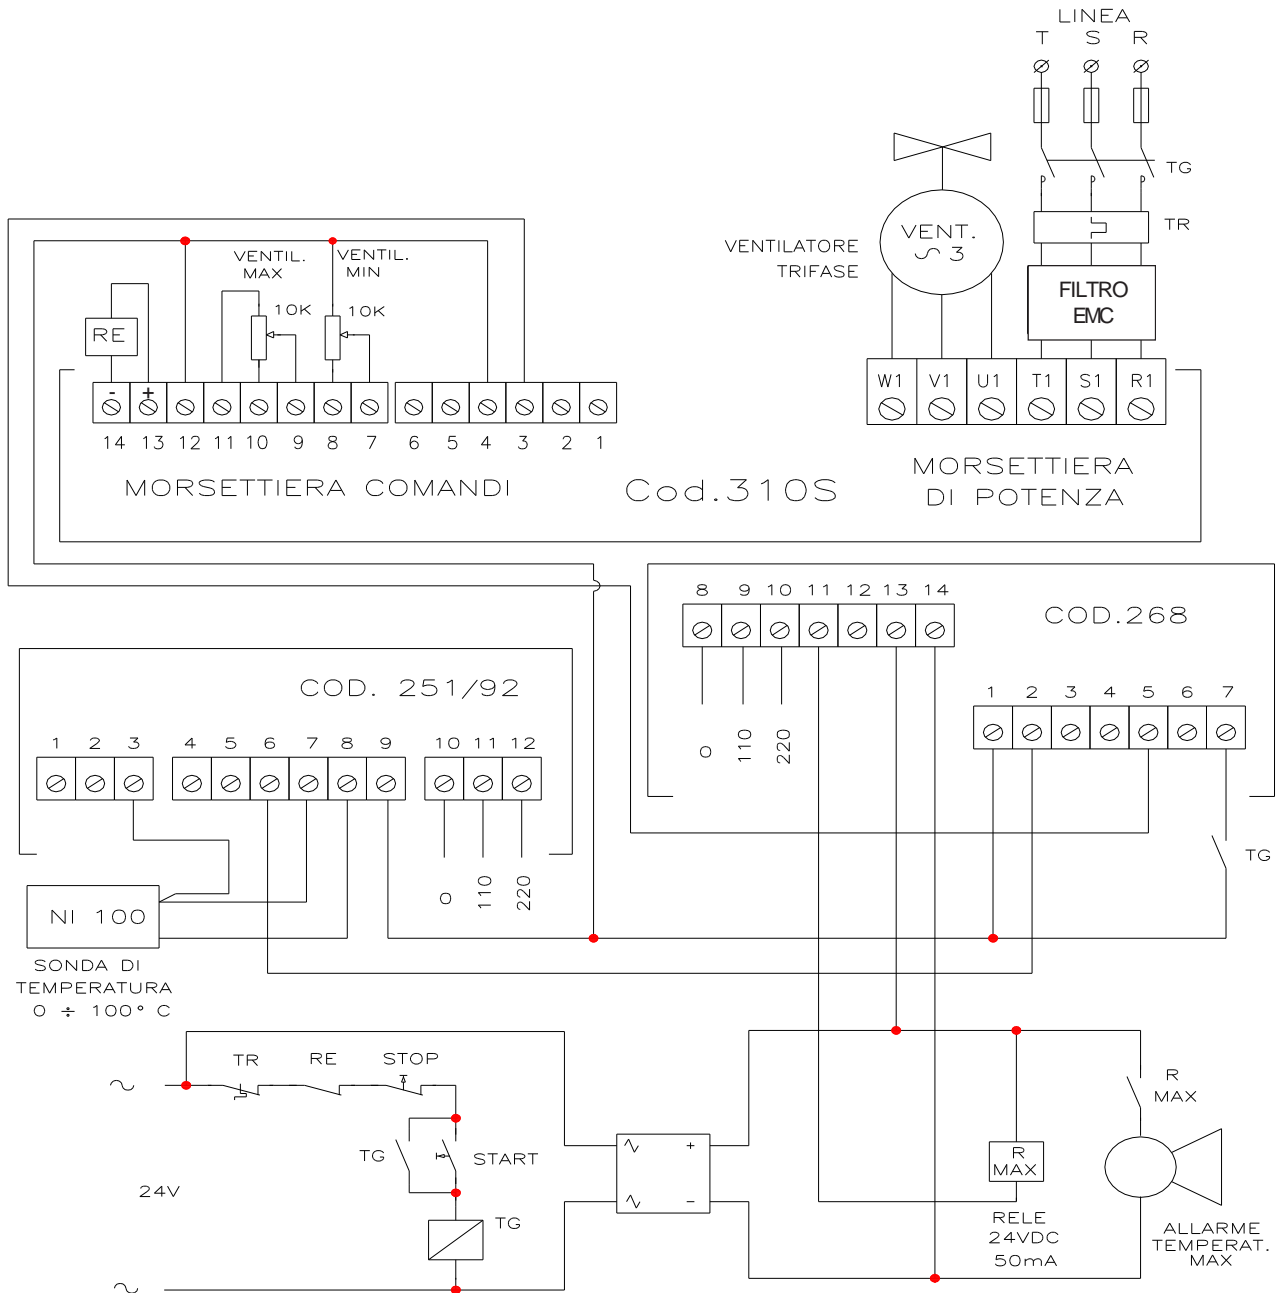 LINEA
T S R
TG
TR
VENTILATORE
TRIFASE
VENT.
3
FILTRO
EMC
VENTIL.
MAX
VENTIL.
MIN
10K
10K
RE
- +
14 13 12 11 10 9 8 7 6 5 4 3 2 1
W1 V1 U1 T1 S1 R1
MORSETTIERA COMANDI
Cod.310S
MORSETTIERA
DI POTENZA
8 9 10 11 12 13 14
COD.268
0 110 220
1 2 3 4 5 6 7
TG
COD. 251/92
1 2 3 4 5 6 7 8 9 10 11 12
0 110 220
NI 100
SONDA DI
TEMPERATURA
0 ÷ 100° C
~
TR RE STOP
TG START
24V
TG
~
+
-
R
MAX
RELE
24VDC
50mA
R
MAX
ALLARME
TEMPERAT.
MAX